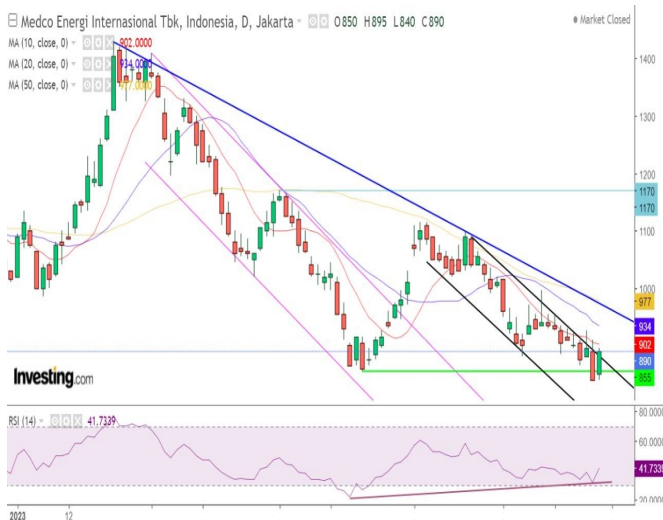 Medco Energi Internasional Tbk, Indonesia, D, Jakarta O850 H895 L840 C890
Market Closed
MA (10, close, 0) 902.0000
MA (20, close, 0) 934.0000
MA (50, close, 0) 977.0000
1400
1300
1200
1170
1170
1100
1000
977
934
902
890
855
Investing.com
RSI (14) 41.7339
80.0000
60.0000
41.7339
20.0000
2023 12